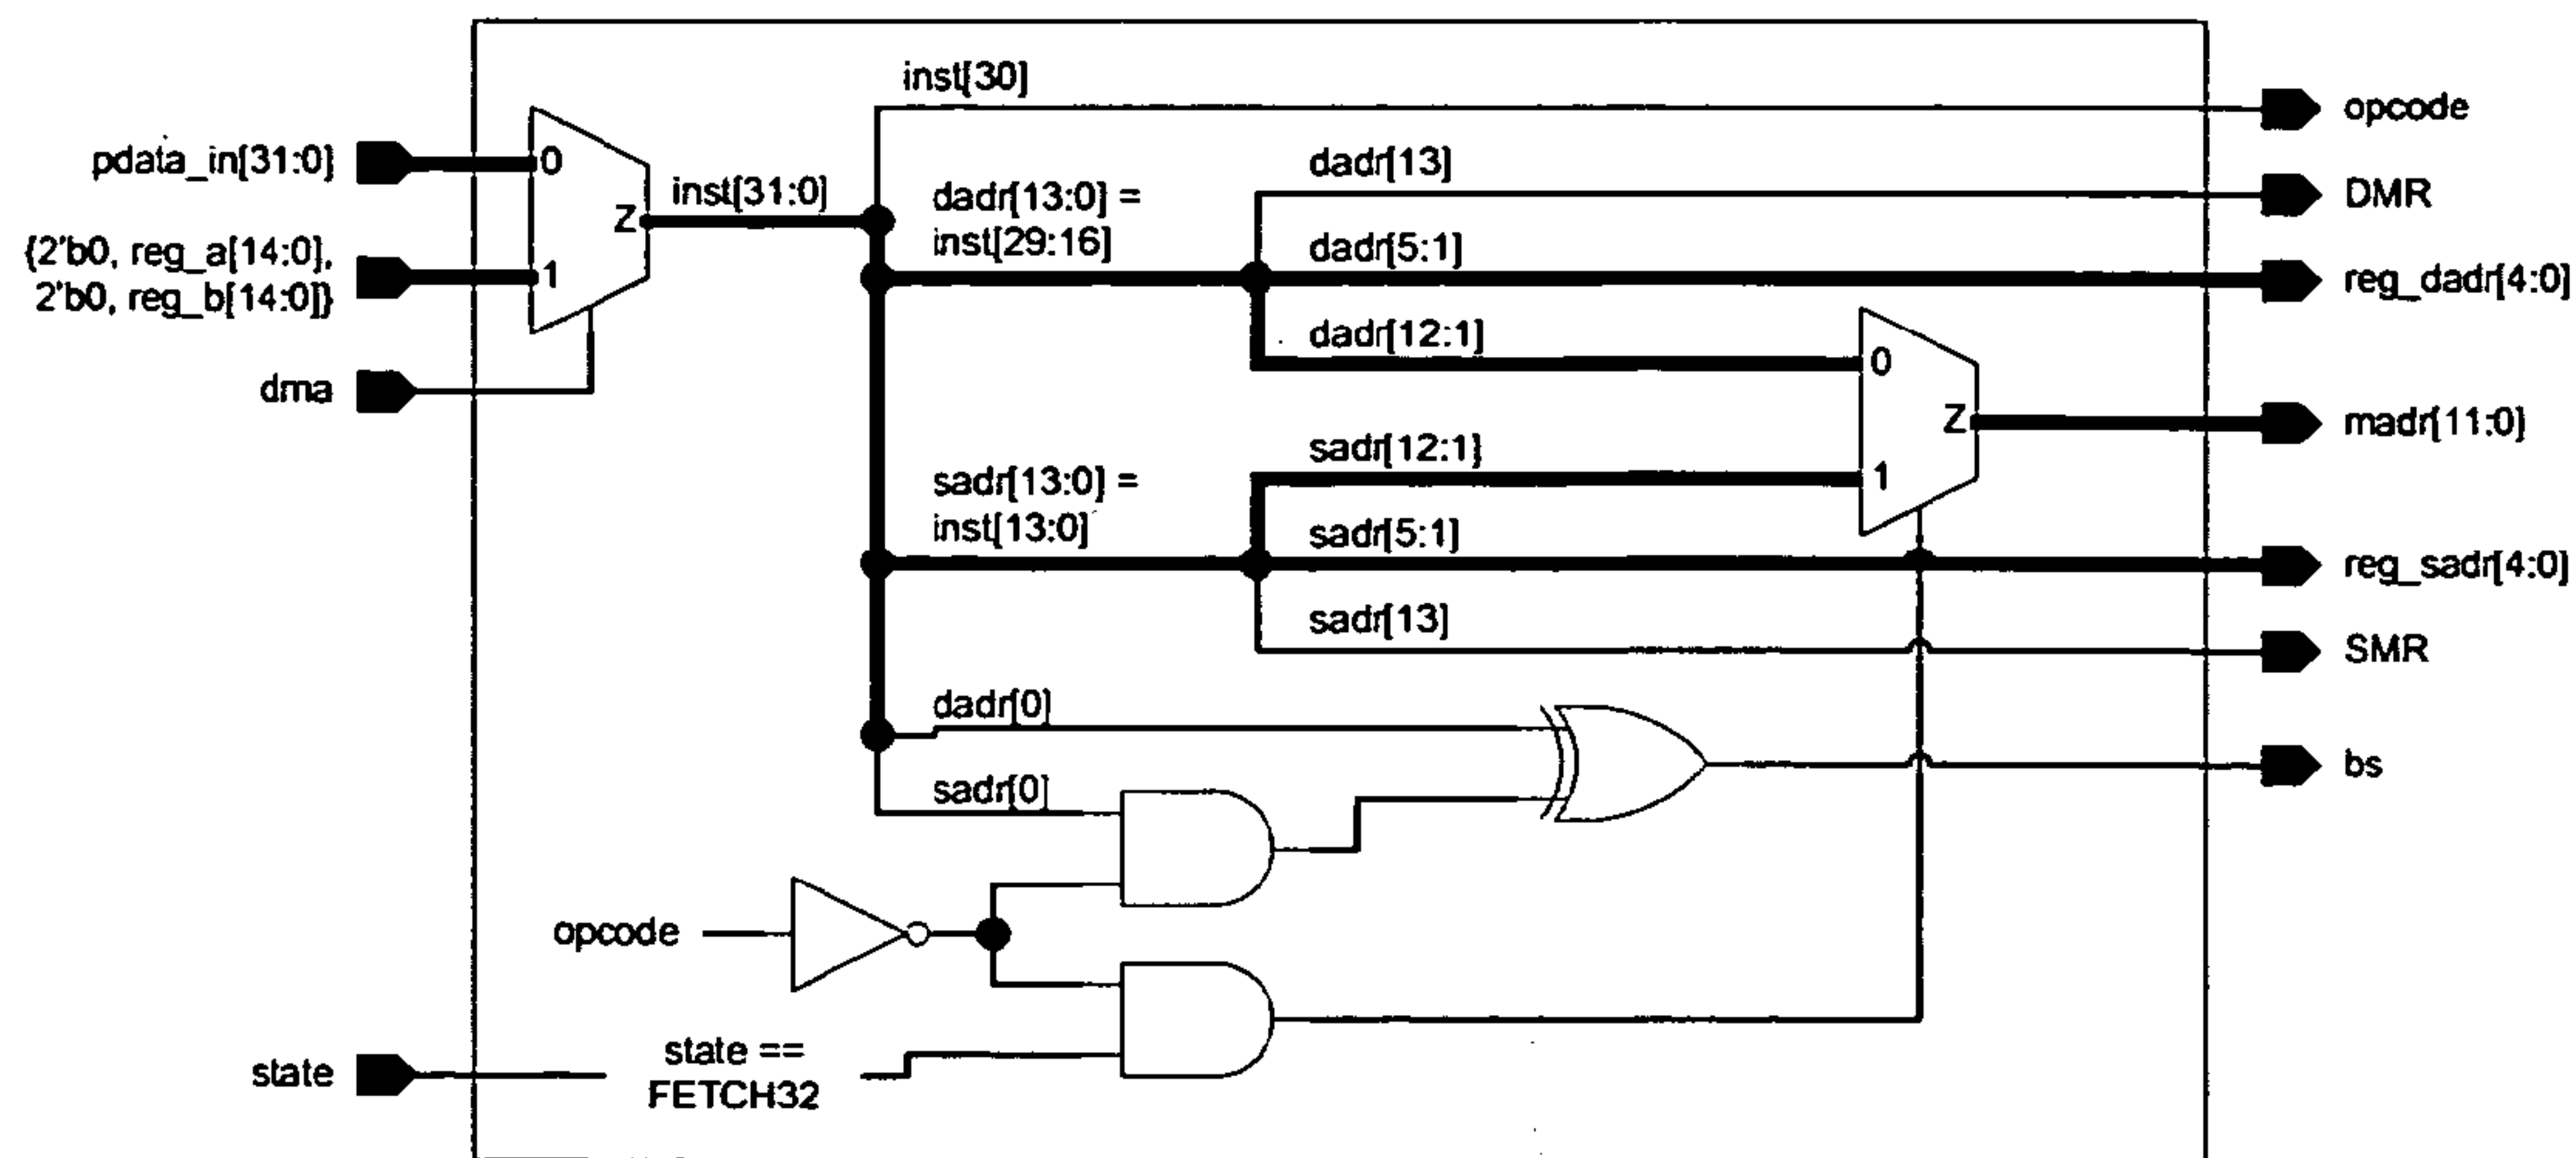 inst[30]
opcode
pdata_in[31:0]
0
dadr[13]
DMR
inst[31:0]
dadr[13:0] =
inst[29:16]
Z
{2'b0, reg_a[14:0],
2'b0, reg_b[14:0]}
1
dadr[5:1]
reg_dadr[4:0]
dadr[12:1]
0
dma
Z
madr[11:0]
sadr[12:1]
1
sadr[13:0] =
inst[13:0]
sadr[5:1]
reg_sadr[4:0]
sadr[13]
SMR
dadr[0]
bs
sadr[0]
opcode
state
state ==
FETCH32